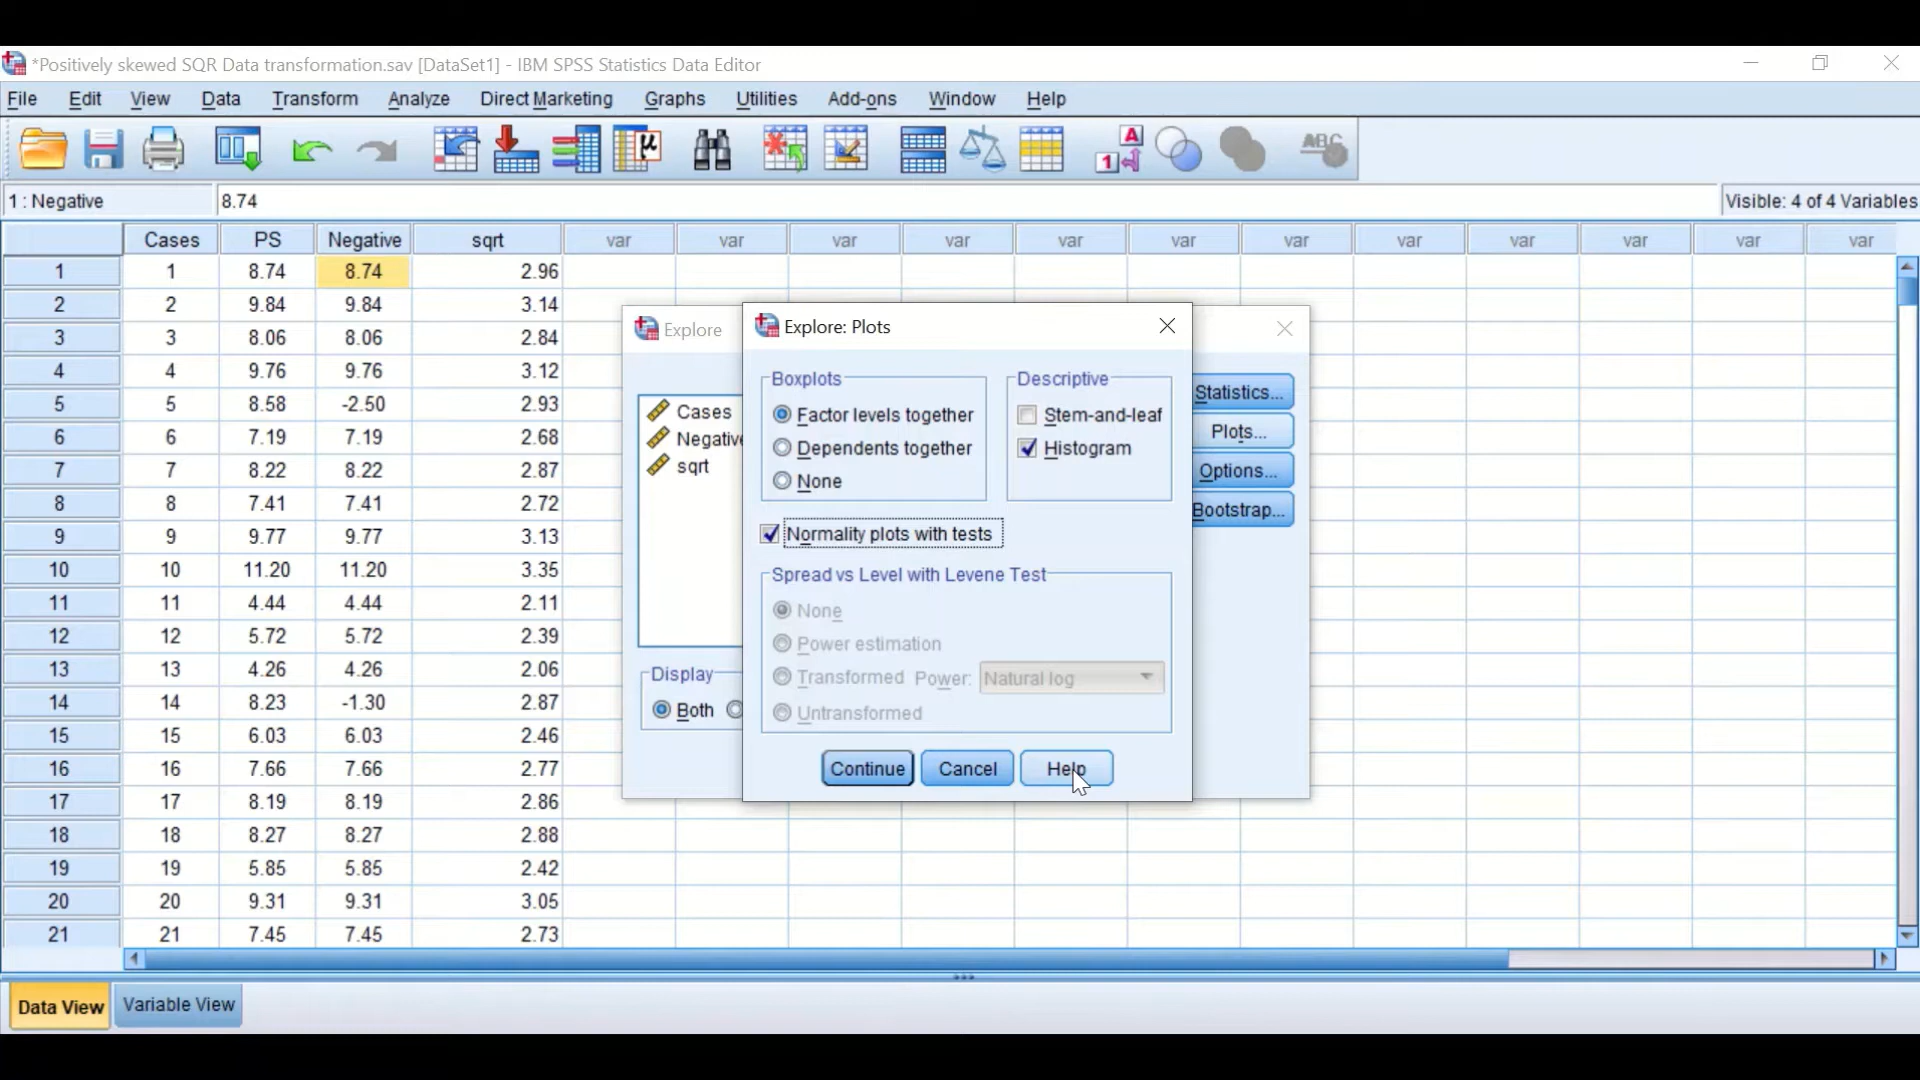 *Positively skewed SQR Data transformation.sav [DataSet1] - IBM SPSS Statistics Data Editor
File Edit View Data Transform Analyze Direct Marketing Graphs Utilities Add-ons Window Help
μ A 1 ABC
1 : Negative 8.74 Visible: 4 of 4 Variables
Cases PS Negative sqrt var var var var var var var var var var var var
1 1 8.74 8.74 2.96
2 2 9.84 9.84 3.14
3 3 8.06 8.06 2.84
4 4 9.76 9.76 3.12
5 5 8.58 -2.50 2.93
6 6 7.19 7.19 2.68
7 7 8.22 8.22 2.87
8 8 7.41 7.41 2.72
9 9 9.77 9.77 3.13
10 10 11.20 11.20 3.35
11 11 4.44 4.44 2.11
12 12 5.72 5.72 2.39
13 13 4.26 4.26 2.06
14 14 8.23 -1.30 2.87
15 15 6.03 6.03 2.46
16 16 7.66 7.66 2.77
17 17 8.19 8.19 2.86
18 18 8.27 8.27 2.88
19 19 5.85 5.85 2.42
20 20 9.31 9.31 3.05
21 21 7.45 7.45 2.73
Explore
Cases
Negative
sqrt
Display
Both
Statistics...
Plots...
Options...
Bootstrap...
Explore: Plots
Boxplots
Factor levels together
Dependents together
None
Descriptive
Stem-and-leaf
Histogram
Normality plots with tests
Spread vs Level with Levene Test
None
Power estimation
Transformed Power: Natural log
Untransformed
Continue Cancel Help
Data View Variable View